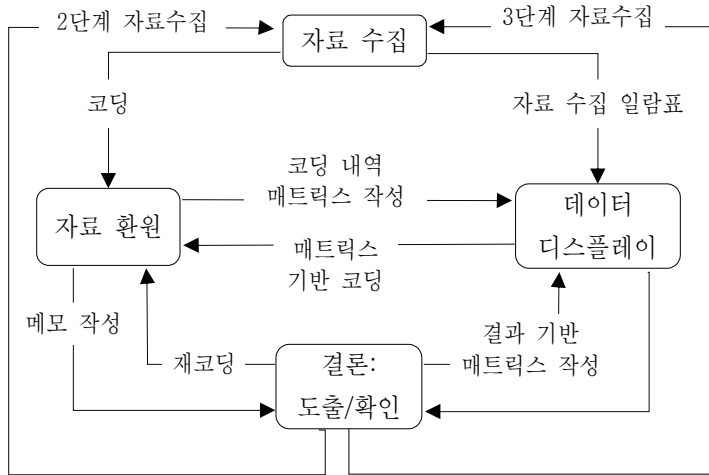 2단계 자료수집
3단계 자료수집
자료 수집
코딩
자료 수집 일람표
코딩 내역
매트릭스 작성
자료 환원
데이터
디스플레이
매트릭스
기반 코딩
메모 작성
재코딩
결론:
도출/확인
결과 기반
매트릭스 작성